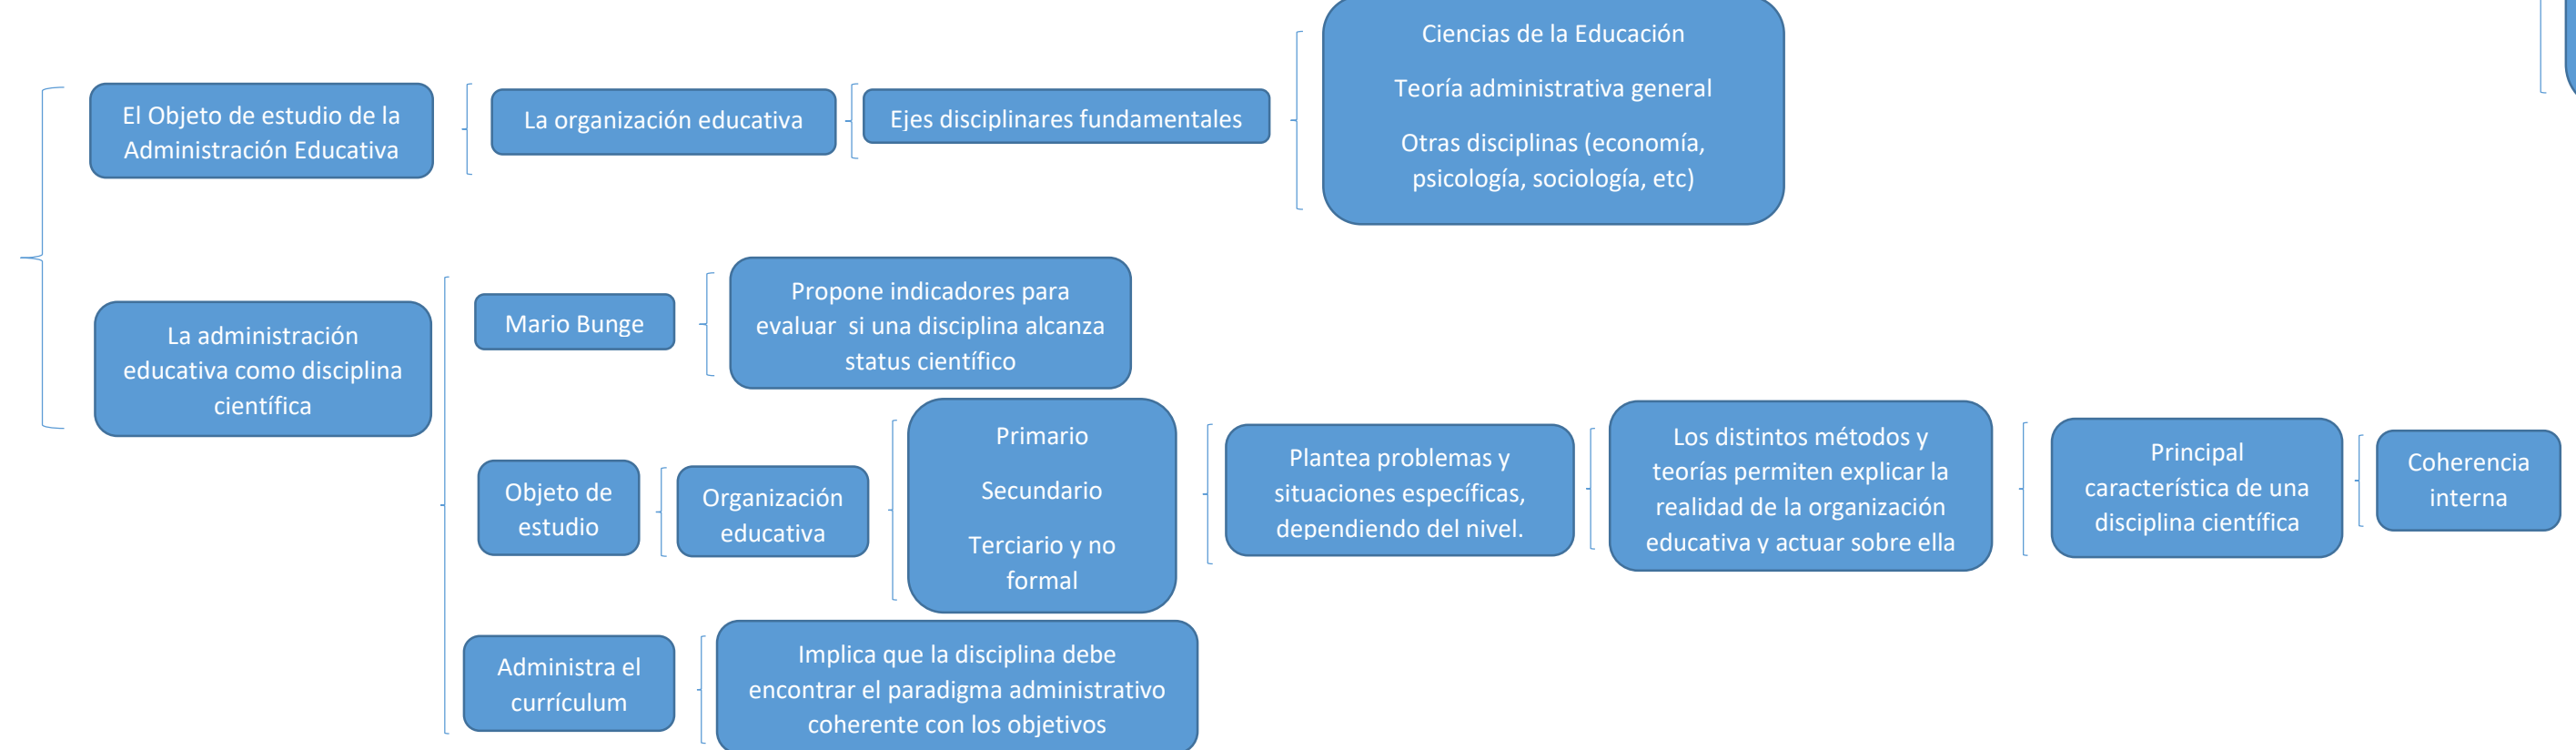 El Objeto de estudio de la
Administración Educativa
La organización educativa
Ejes disciplinares fundamentales
Ciencias de la Educación
Teoría administrativa general
Otras disciplinas (economía,
psicología, sociología, etc)
La administración
educativa como disciplina
científica
Mario Bunge
Propone indicadores para
evaluar  si una disciplina alcanza
status científico
Objeto de
estudio
Organización
educativa
Primario
Secundario
Terciario y no
formal
Plantea problemas y
situaciones específicas,
dependiendo del nivel.
Los distintos métodos y
teorías permiten explicar la
realidad de la organización
educativa y actuar sobre ella
Principal
característica de una
disciplina científica
Coherencia
interna
Administra el
currículum
Implica que la disciplina debe
encontrar el paradigma administrativo
coherente con los objetivos